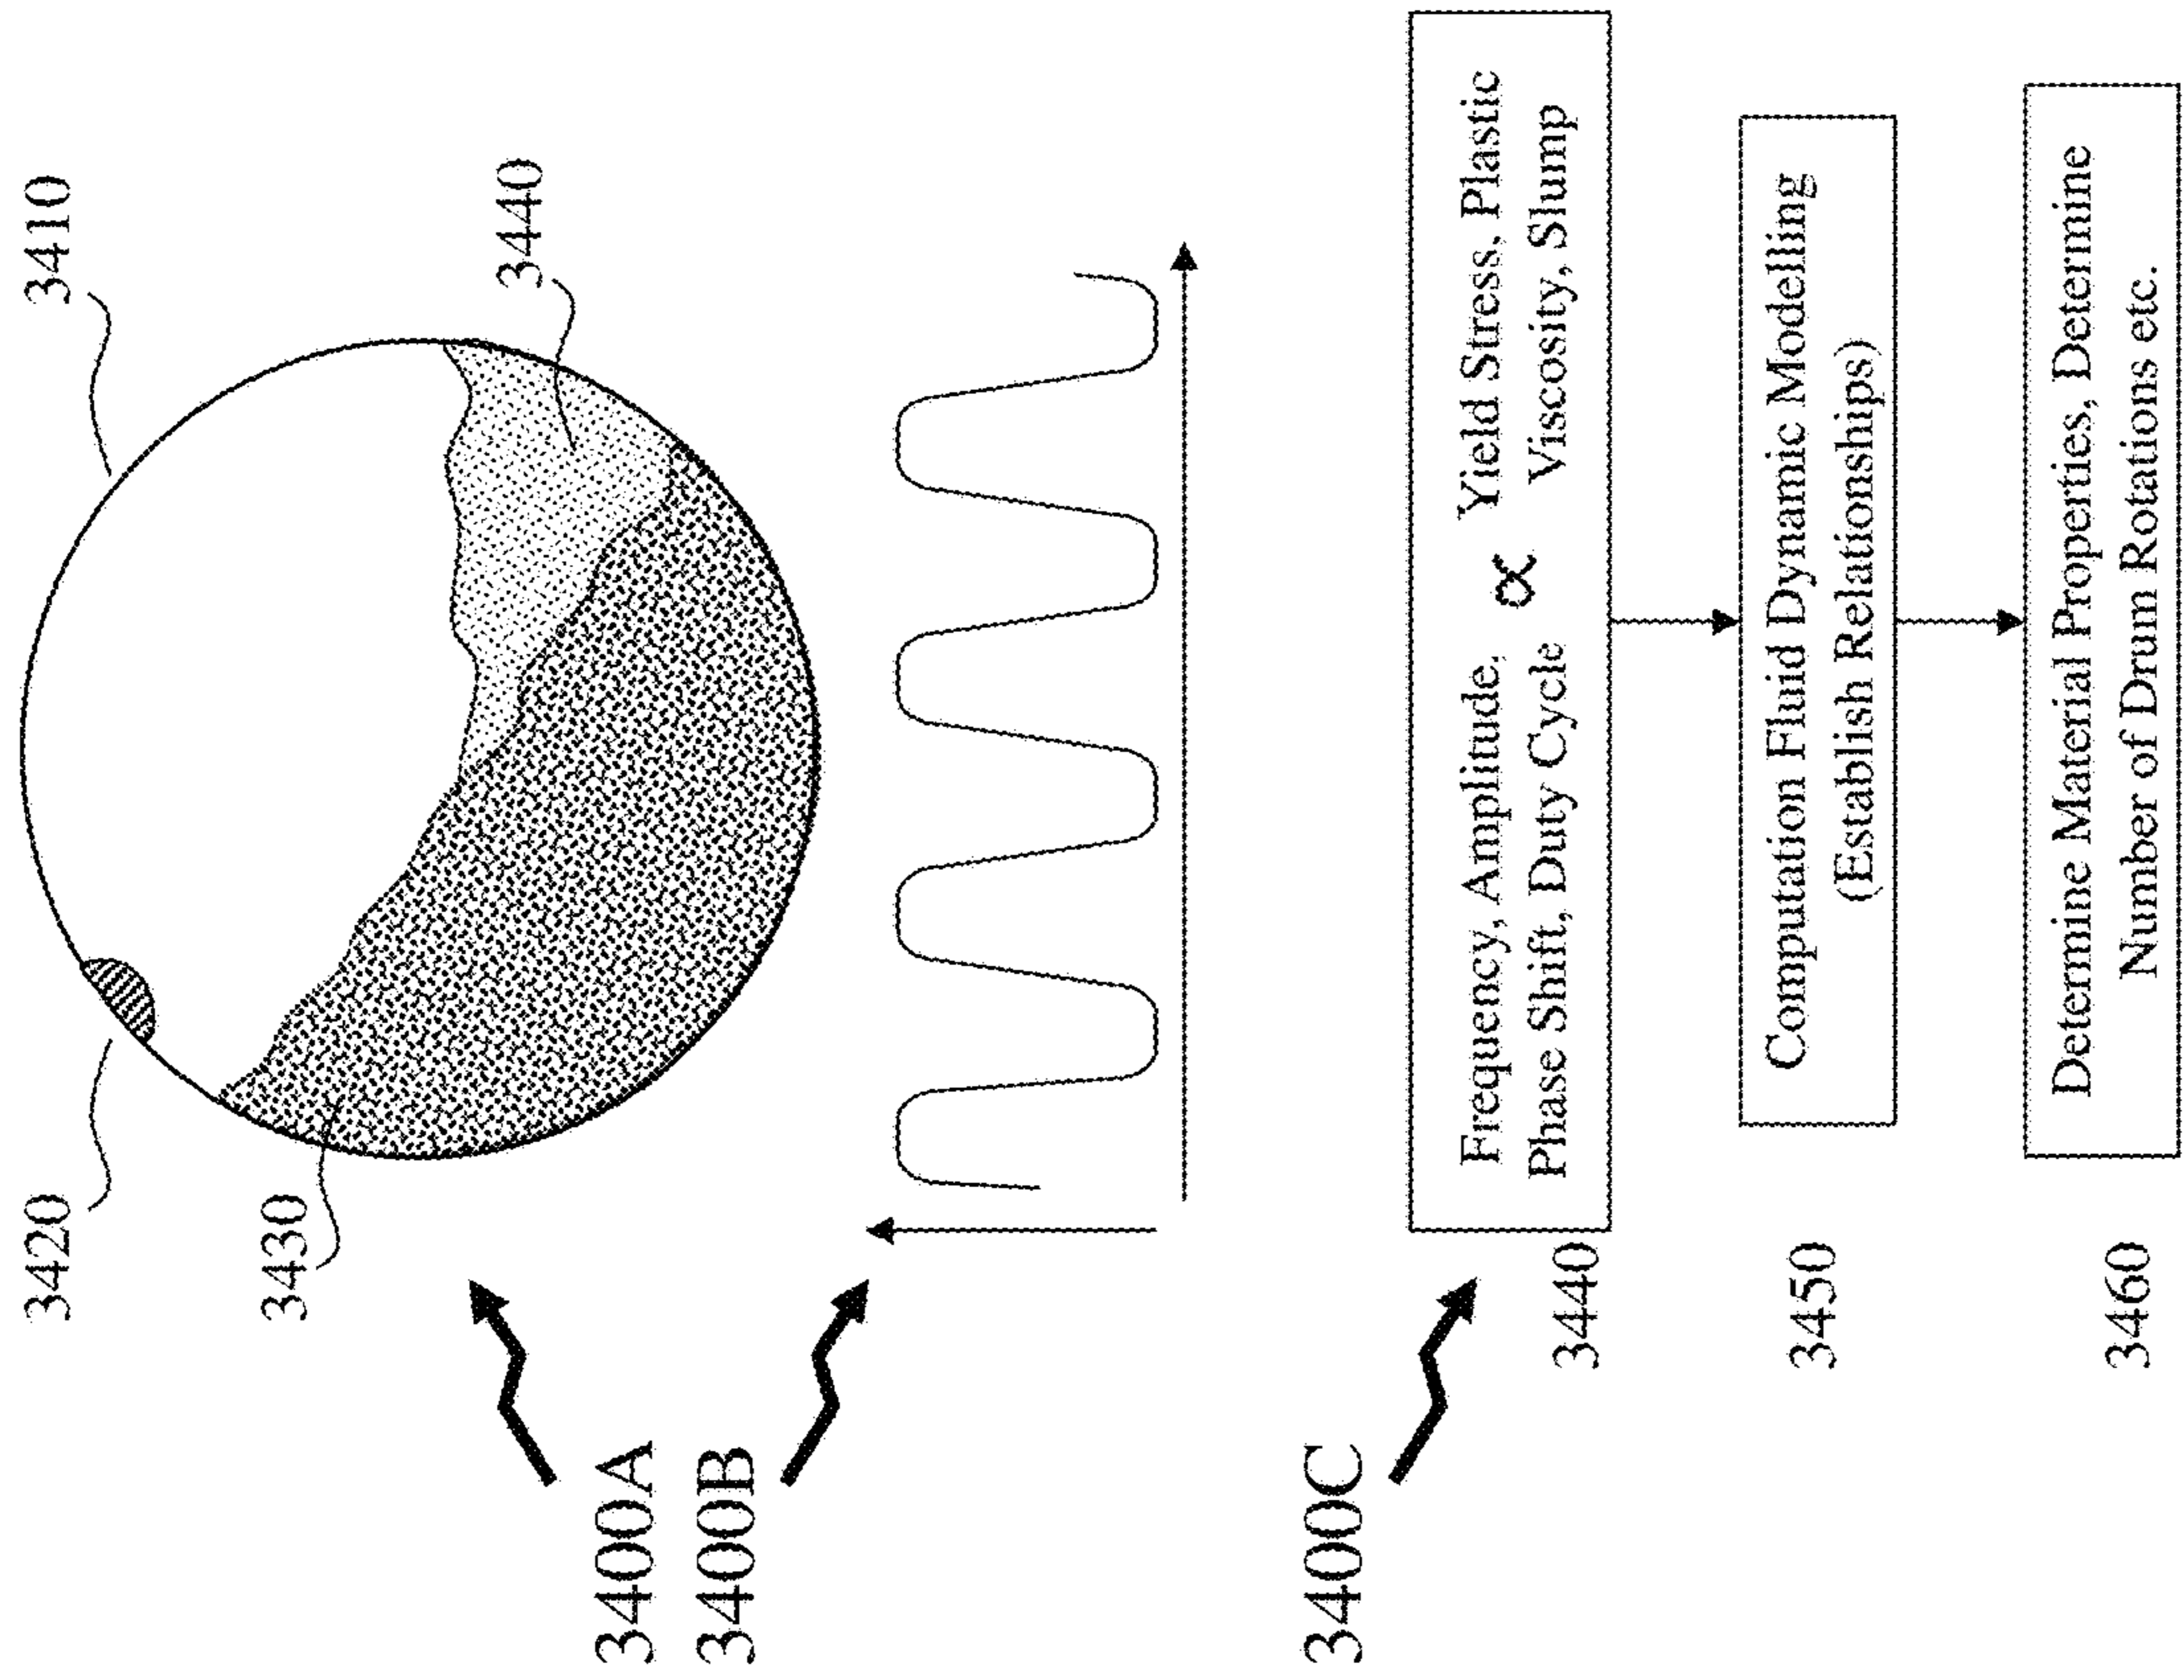 3420
3410
3430
3440
3400A
3400B
3400C
Frequency, Amplitude, ∝ Yield Stress, Plastic
Phase Shift, Duty Cycle Viscosity, Slump
3440
Computation Fluid Dynamic Modelling
(Establish Relationships)
3450
Determine Material Properties, Determine
Number of Drum Rotations etc.
3460